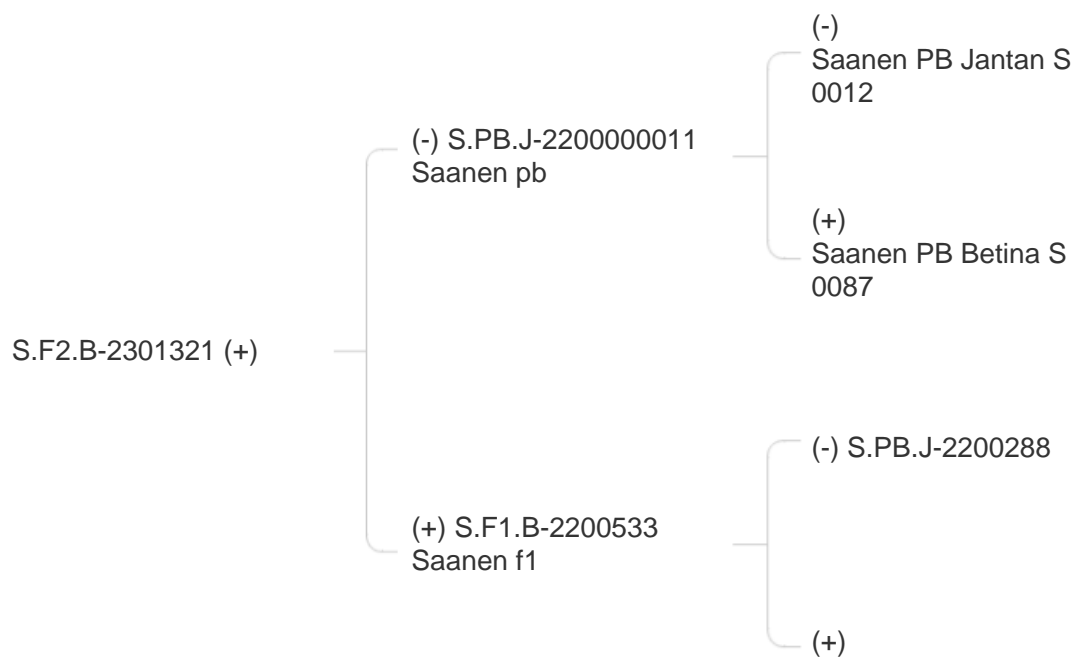 (-)
Saanen PB Jantan S
0012
(-) S.PB.J-2200000011
Saanen pb
(+)
Saanen PB Betina S
0087
S.F2.B-2301321 (+)
(-) S.PB.J-2200288
(+) S.F1.B-2200533
Saanen f1
(+)